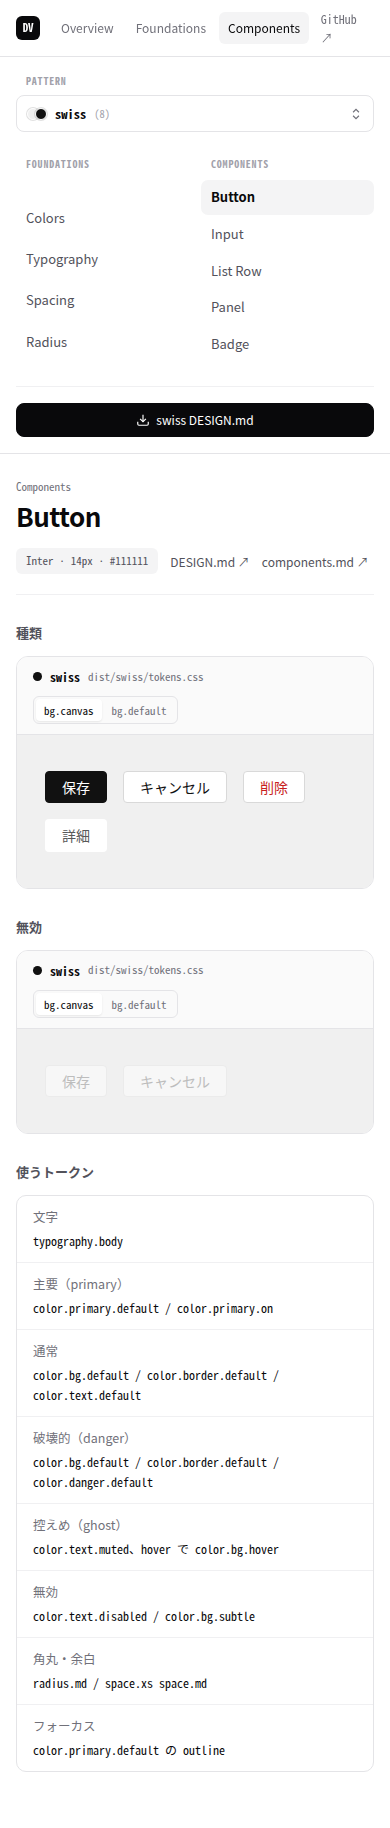 DV Overview Foundations Components GitHub ↗
PATTERN
swiss (8)
FOUNDATIONS
Colors
Typography
Spacing
Radius
COMPONENTS
Button
Input
List Row
Panel
Badge
swiss DESIGN.md
Components
Button
Inter · 14px · #111111 DESIGN.md ↗ components.md ↗
種類
swiss dist/swiss/tokens.css
bg.canvas bg.default
保存 キャンセル 削除
詳細
無効
swiss dist/swiss/tokens.css
bg.canvas bg.default
保存 キャンセル
使うトークン
文字
typography.body
主要（primary）
color.primary.default / color.primary.on
通常
color.bg.default / color.border.default /
color.text.default
破壊的（danger）
color.bg.default / color.border.default /
color.danger.default
控えめ（ghost）
color.text.muted、hover で color.bg.hover
無効
color.text.disabled / color.bg.subtle
角丸・余白
radius.md / space.xs space.md
フォーカス
color.primary.default の outline